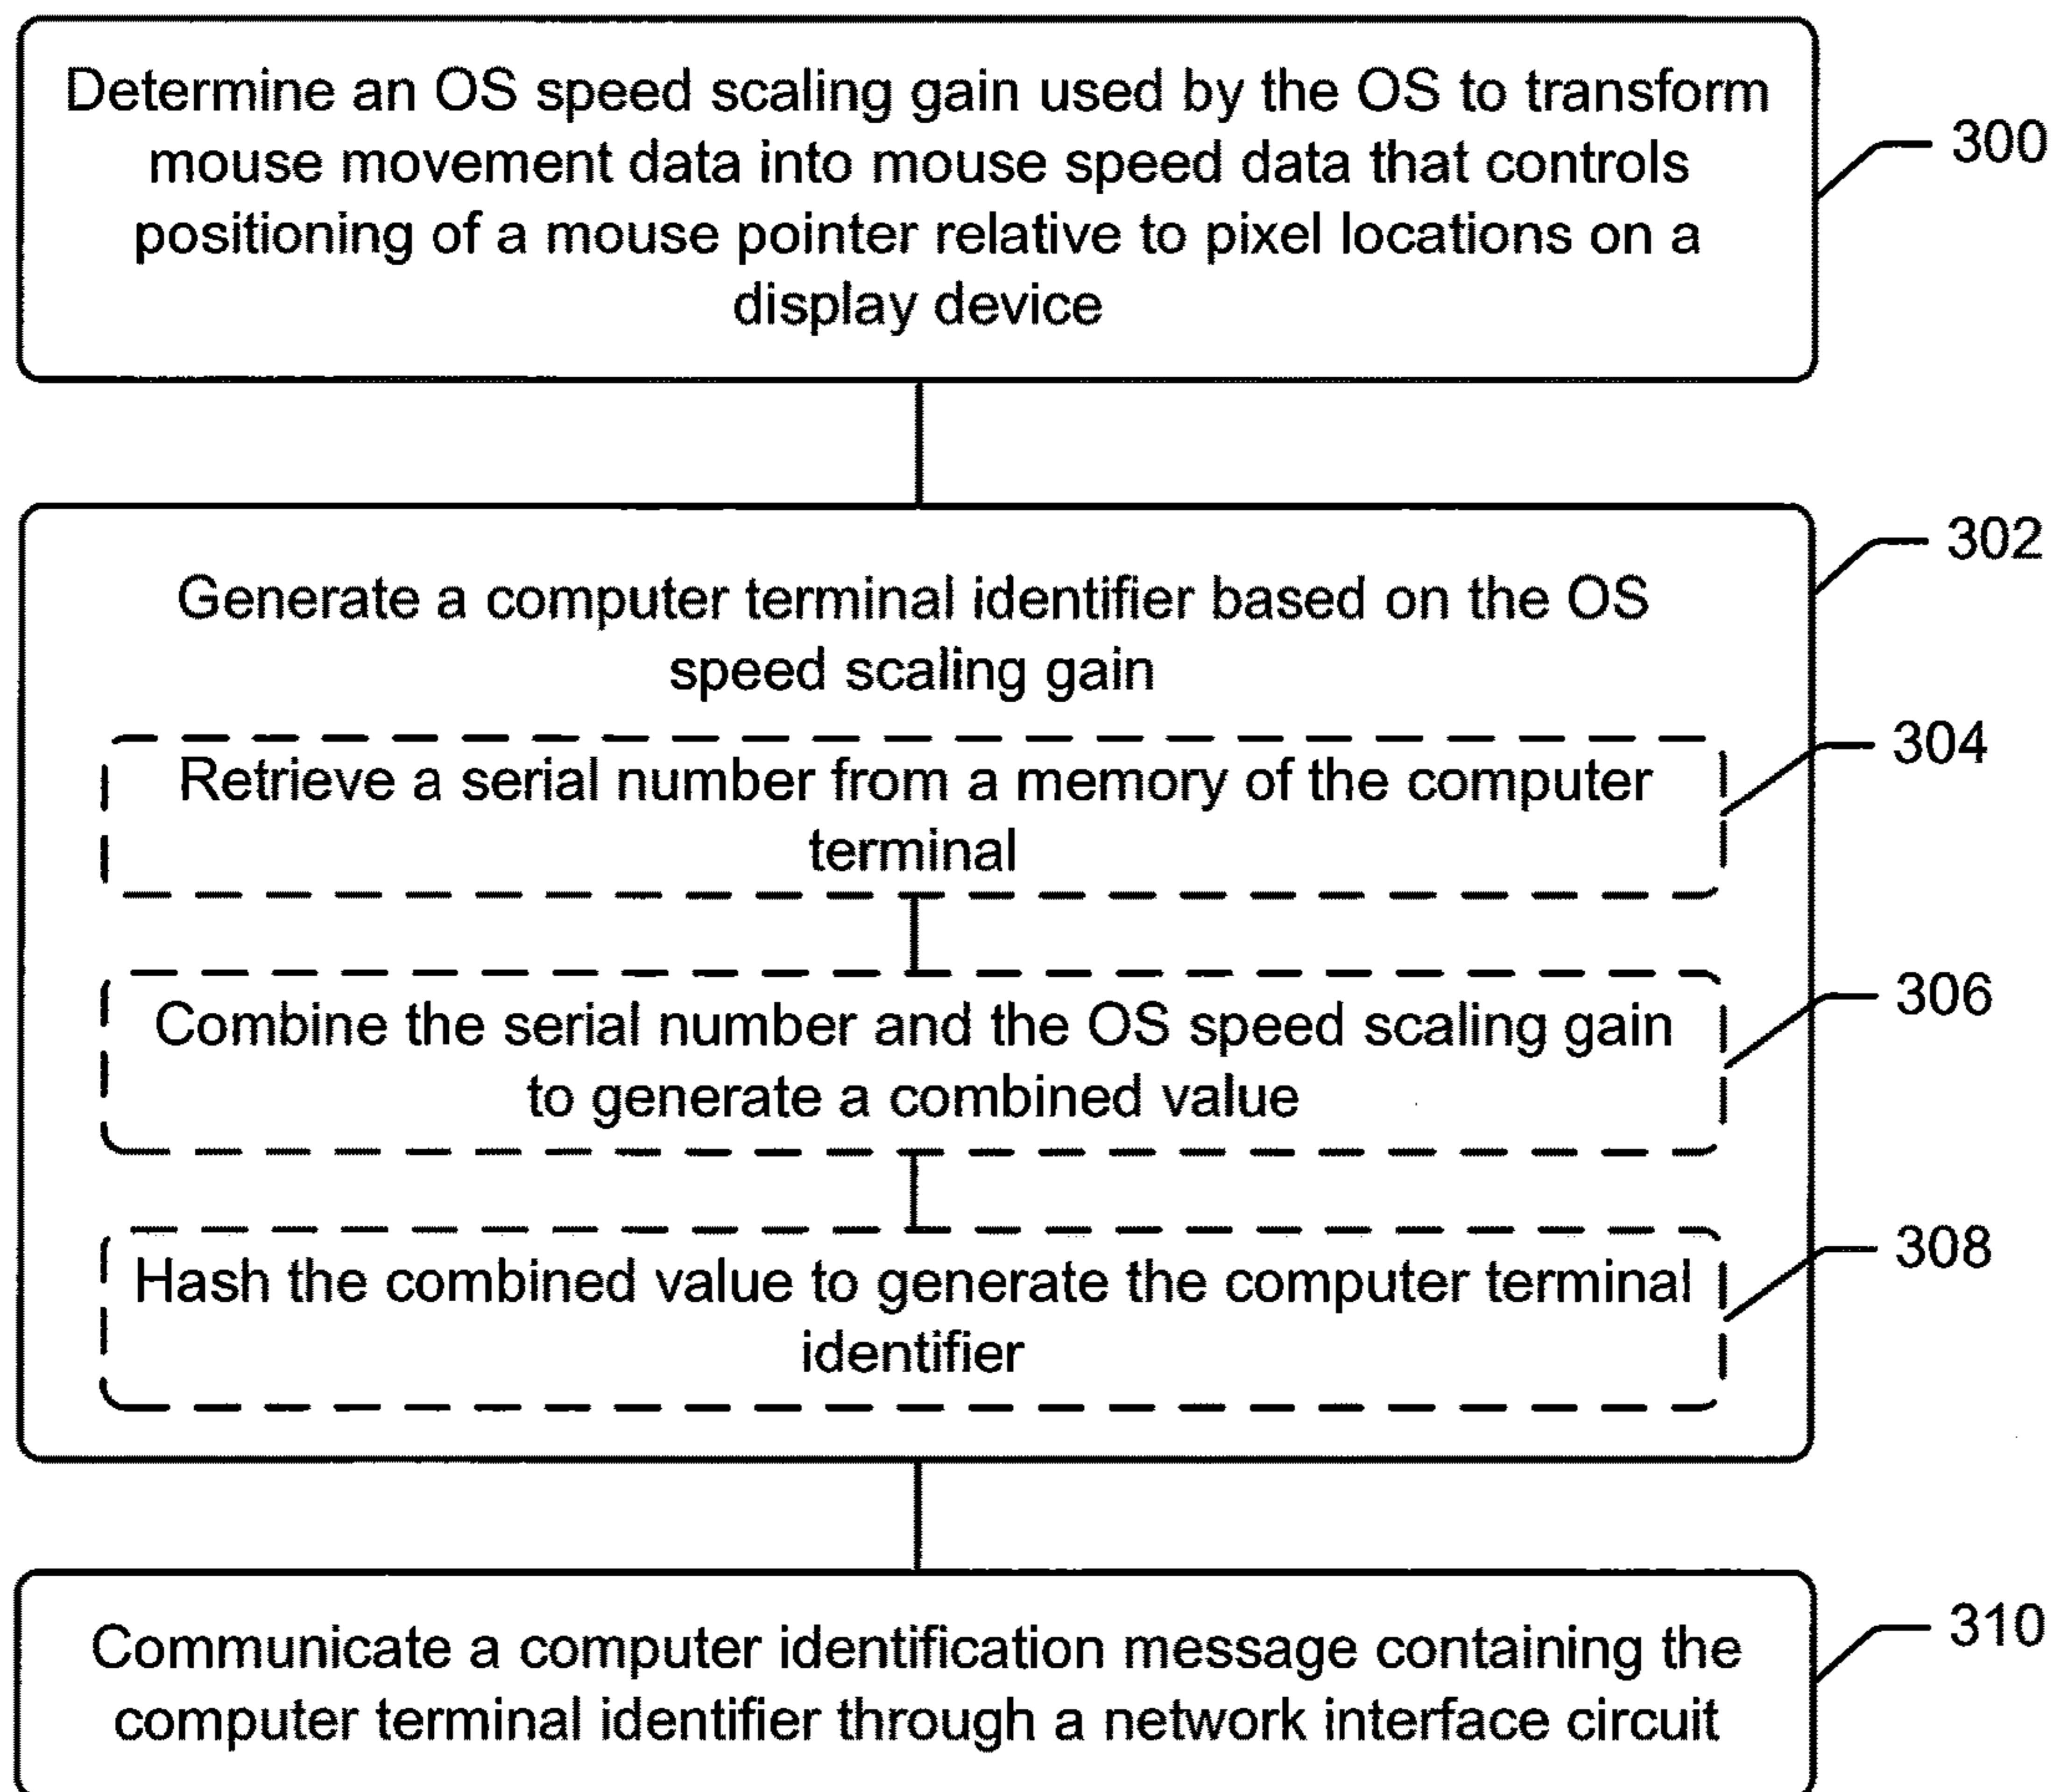 Determine an OS speed scaling gain used by the OS to transform
mouse movement data into mouse speed data that controls
positioning of a mouse pointer relative to pixel locations on a
display device
300
302
Generate a computer terminal identifier based on the OS
speed scaling gain
304
Retrieve a serial number from a memory of the computer
terminal
306
Combine the serial number and the OS speed scaling gain
to generate a combined value
308
Hash the combined value to generate the computer terminal
identifier
310
Communicate a computer identification message containing the
computer terminal identifier through a network interface circuit